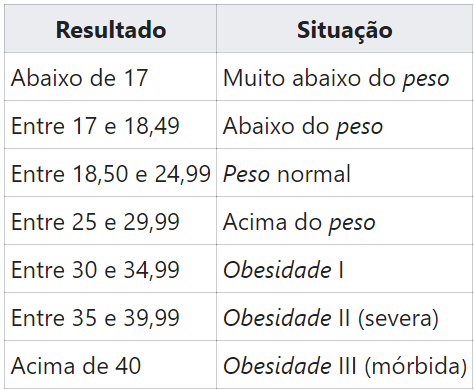 Resultado Situação
Abaixo de 17 Muito abaixo do peso
Entre 17 e 18,49 Abaixo do peso
Entre 18,50 e 24,99 Peso normal
Entre 25 e 29,99 Acima do peso
Entre 30 e 34,99 Obesidade I
Entre 35 e 39,99 Obesidade II (severa)
Acima de 40 Obesidade III (mórbida)